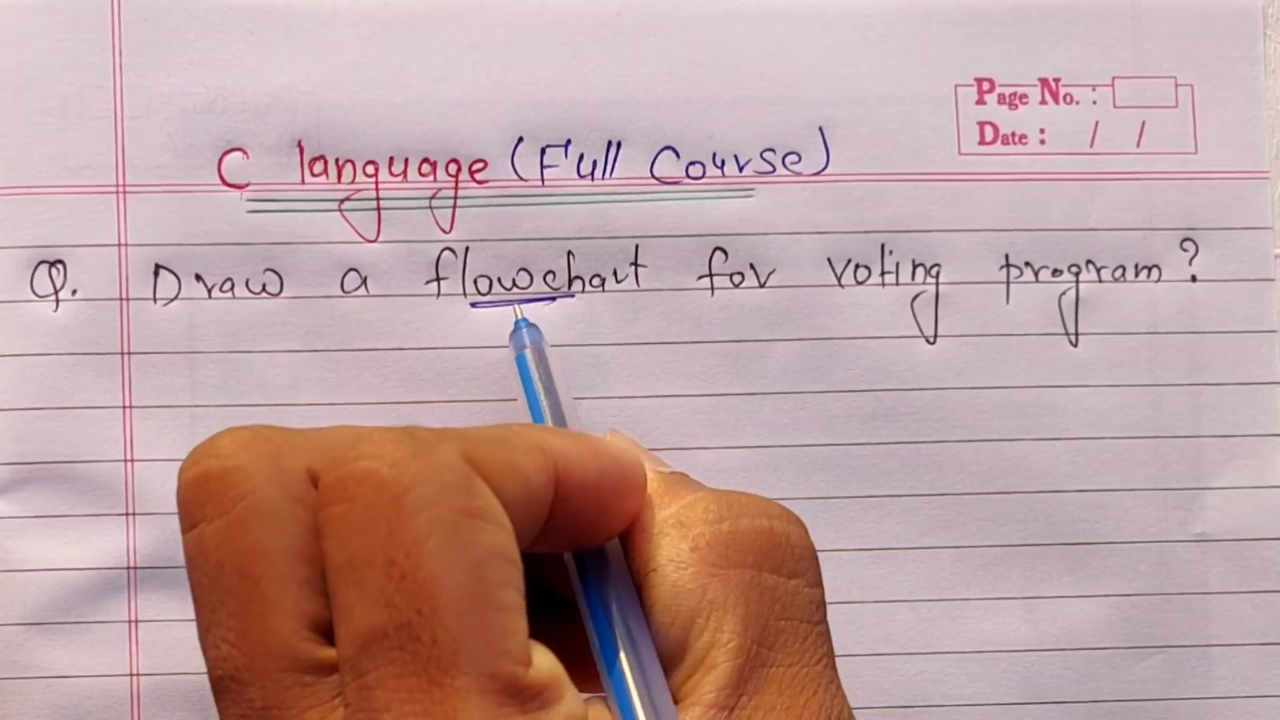 Page No. :
Date : / /
C language (Full Course)
Q. Draw a flowchart for voting program?